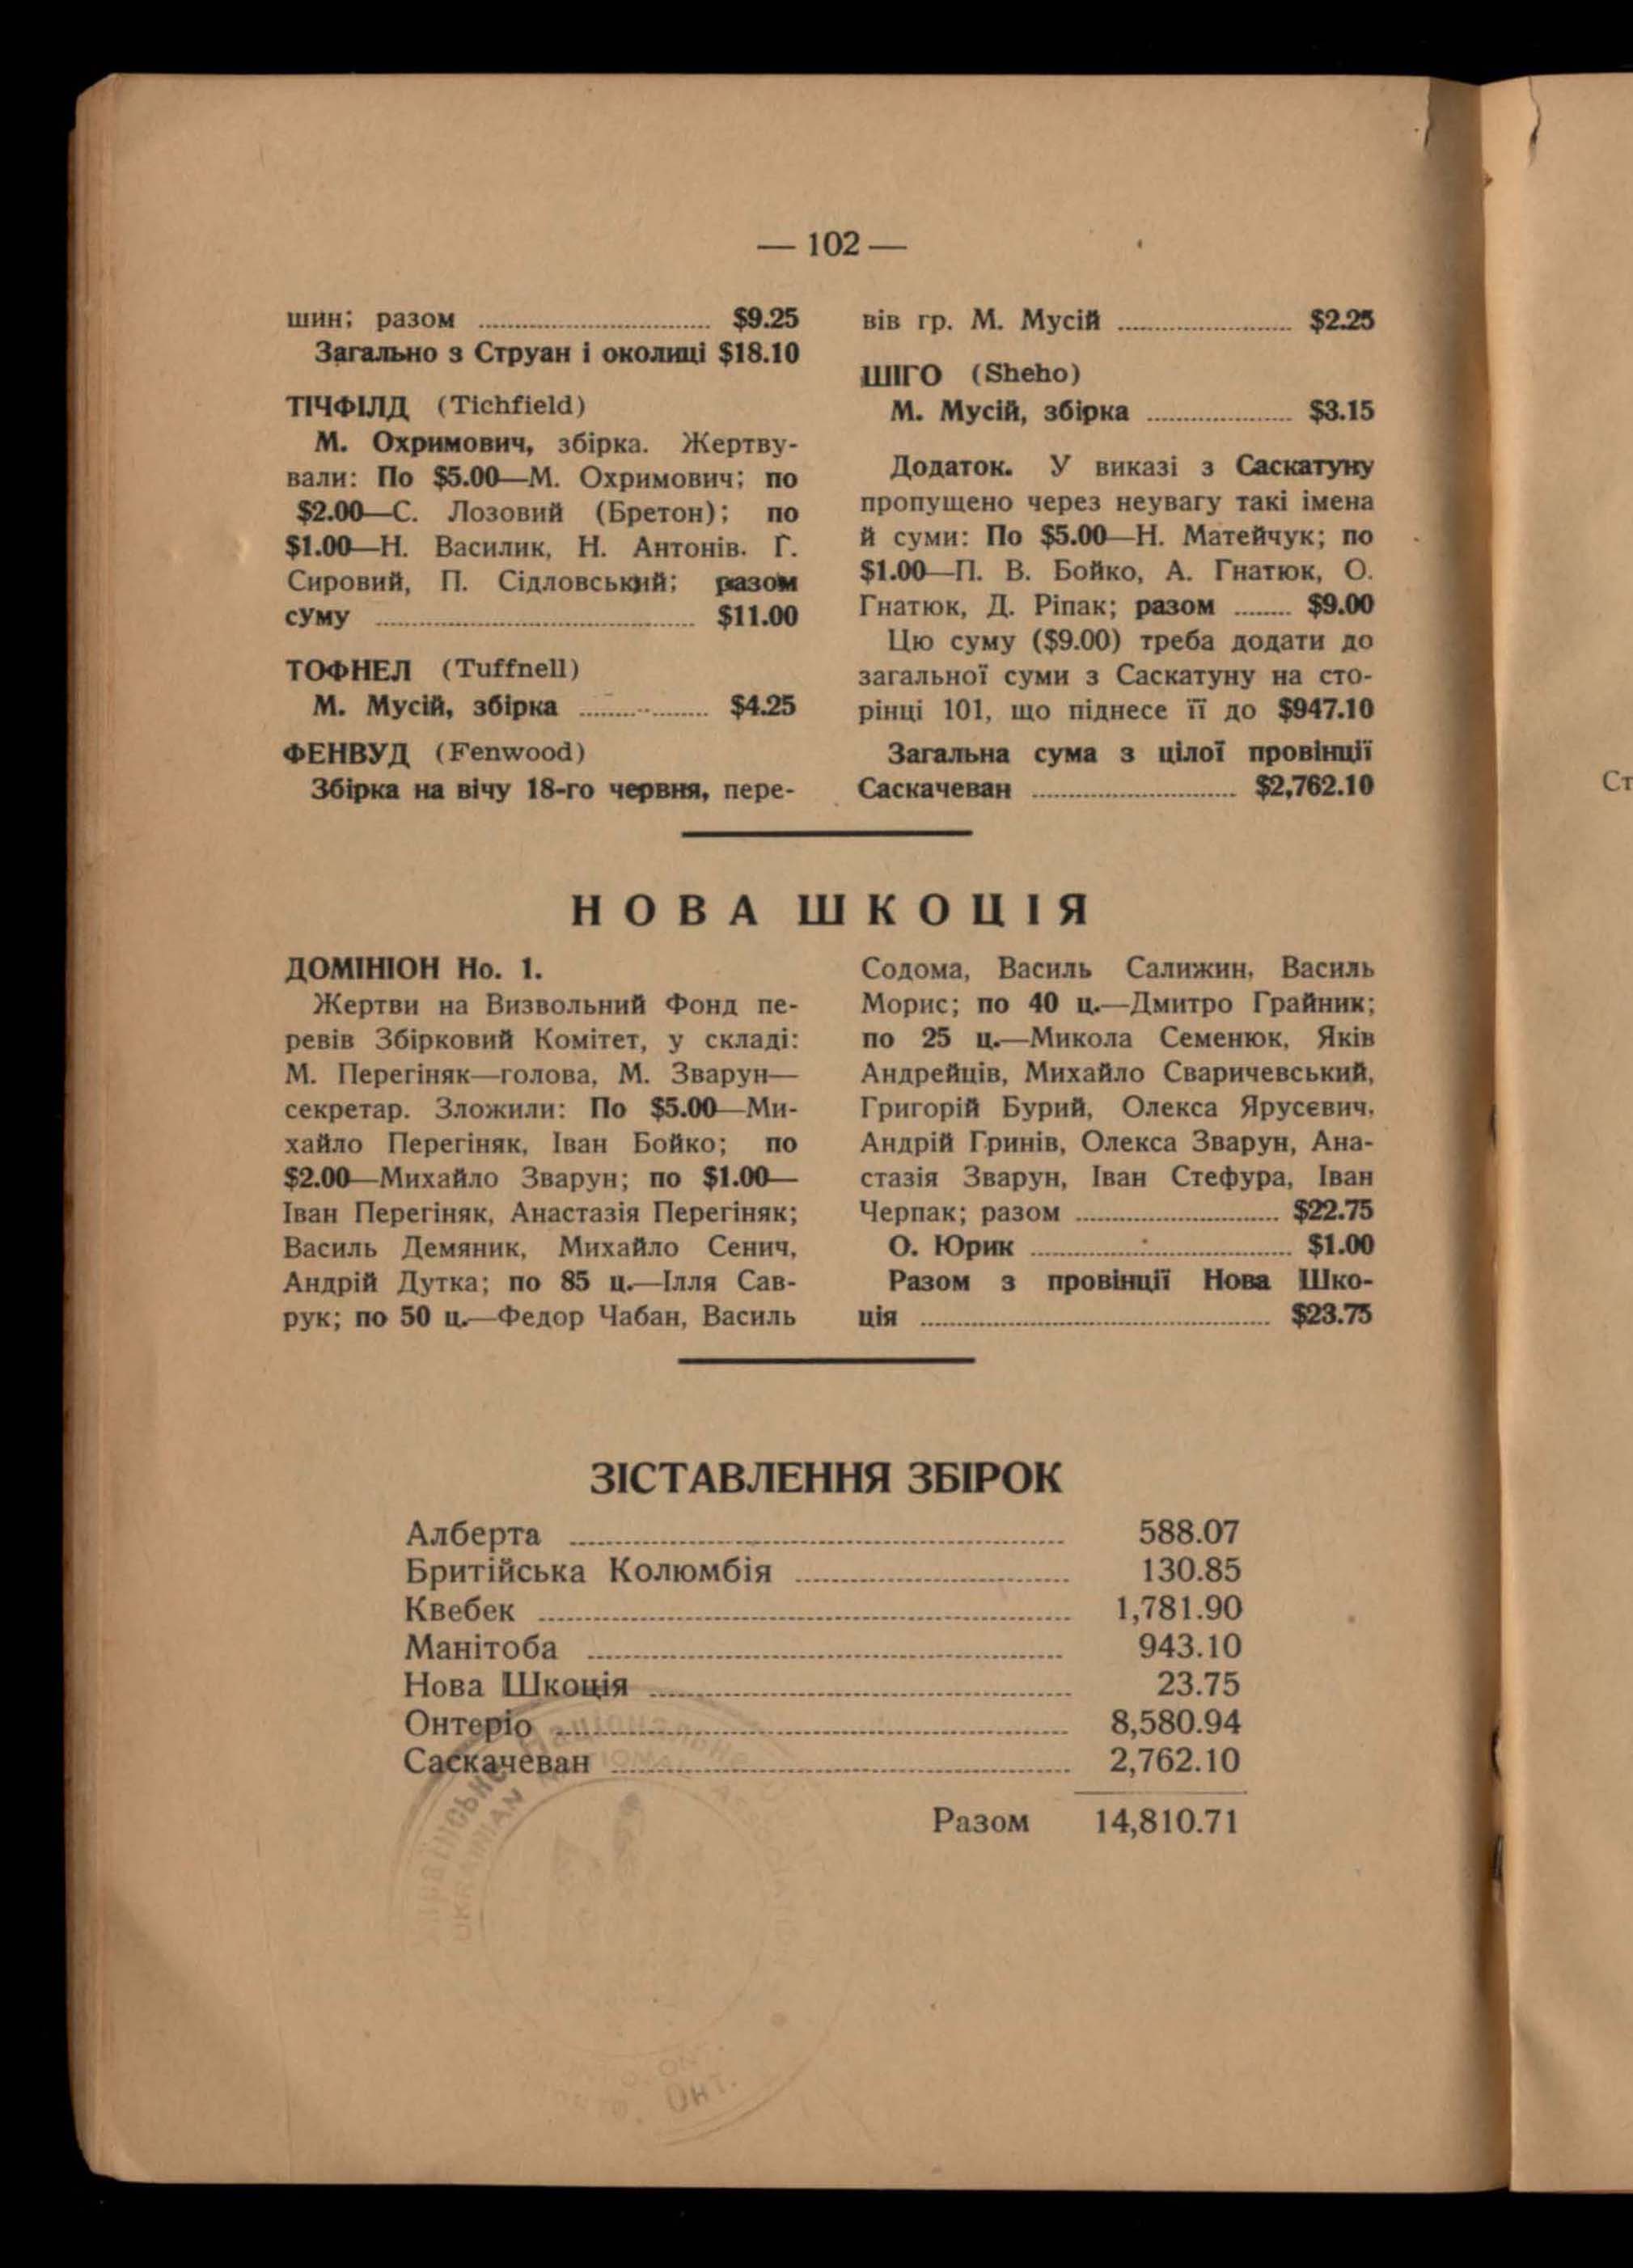 — 102 —
шин; разом $9.25
Загально з Струан і околиці $18.10
ТІЧФІЛД (Tichfield)
М. Охримович, збірка. Жертву-
вали: По $5.00—М. Охримович; по
$2.00—С. Лозовий (Бретон); по
$1.00—Н. Василик, Н. Антонів. Г.
Сировий, П. Сідловський; разом
суму $11.00
ТОФНЕЛ (Tuffnell)
М. Мусій, збірка $4.25
ФЕНВУД (Fenwood)
Збірка на вічу 18-го червня, пере-
вів гр. М. Мусій $2.25
ШІГО (Sheho)
М. Мусій, збірка $3.15
Додаток. У виказі з Саскатуну
пропущено через неувагу такі імена
й суми: По $5.00—Н. Матейчук; по
$1.00—П. В. Бойко, А. Гнатюк, О.
Гнатюк, Д. Ріпак; разом $9.00
Цю суму ($9.00) треба додати до
загальної суми з Саскатуну на сто-
рінці 101, що піднесе її до $947.10
Загальна сума з цілої провінції
Саскачеван $2,762.10
НОВА ШКОЦІЯ
ДОМІНІОН Но. 1.
Жертви на Визвольний Фонд пе-
ревів Збірковий Комітет, у складі:
М. Перегіняк—голова, М. Зварун—
секретар. Зложили: По $5.00—Ми-
хайло Перегіняк, Іван Бойко; по
$2.00—Михайло Зварун; по $1.00—
Іван Перегіняк, Анастазія Перегіняк;
Василь Демяник, Михайло Сенич,
Андрій Дутка; по 85 ц.—Ілля Сав-
рук; по 50 ц.—Федор Чабан, Василь
Содома, Василь Салижин, Василь
Морис; по 40 ц.—Дмитро Грайник;
по 25 ц.—Микола Семенюк, Яків
Андрейців, Михайло Сваричевський,
Григорій Бурий, Олекса Ярусевич,
Андрій Гринів, Олекса Зварун, Ана-
стазія Зварун, Іван Стефура, Іван
Черпак; разом $22.75
О. Юрик $1.00
Разом з провінції Нова Шко-
ція $23.75
ЗІСТАВЛЕННЯ ЗБІРОК
Алберта 588.07
Бритійська Колюмбія 130.85
Квебек 1,781.90
Манітоба 943.10
Нова Шкоція 23.75
Онтеріо 8,580.94
Саскачеван 2,762.10
Разом 14,810.71
UKRAINIAN NATIONAL
Онт.
Ст